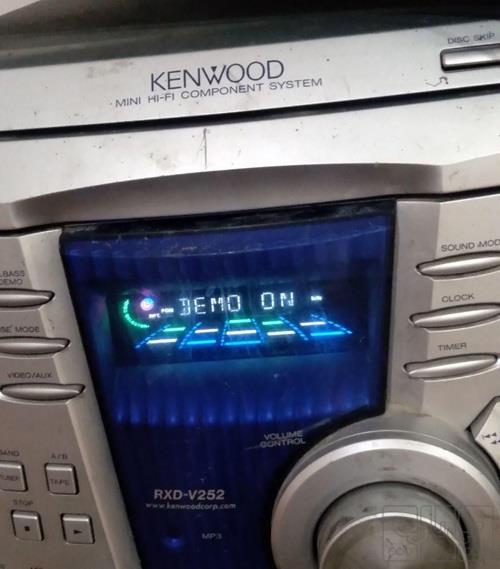 DISC SKIP
KENWOOD
MINI HI-FI COMPONENT SYSTEM
SOUND MOD
BASS
DEMO
DEMO ON
CLOCK
MODE
TIMER
VIDEO/AUX
VOLUME
CONTROL
BAND
A/B
TUNER
TAPE
RXD-V252
www.kenwoodcorp.com
STOP
MP3